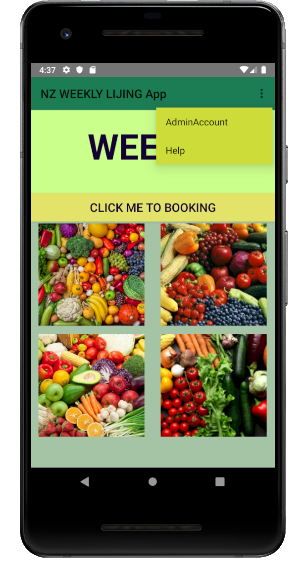 4:37
NZ WEEKLY LIJING App
AdminAccount
WEE
Help
CLICK ME TO BOOKING